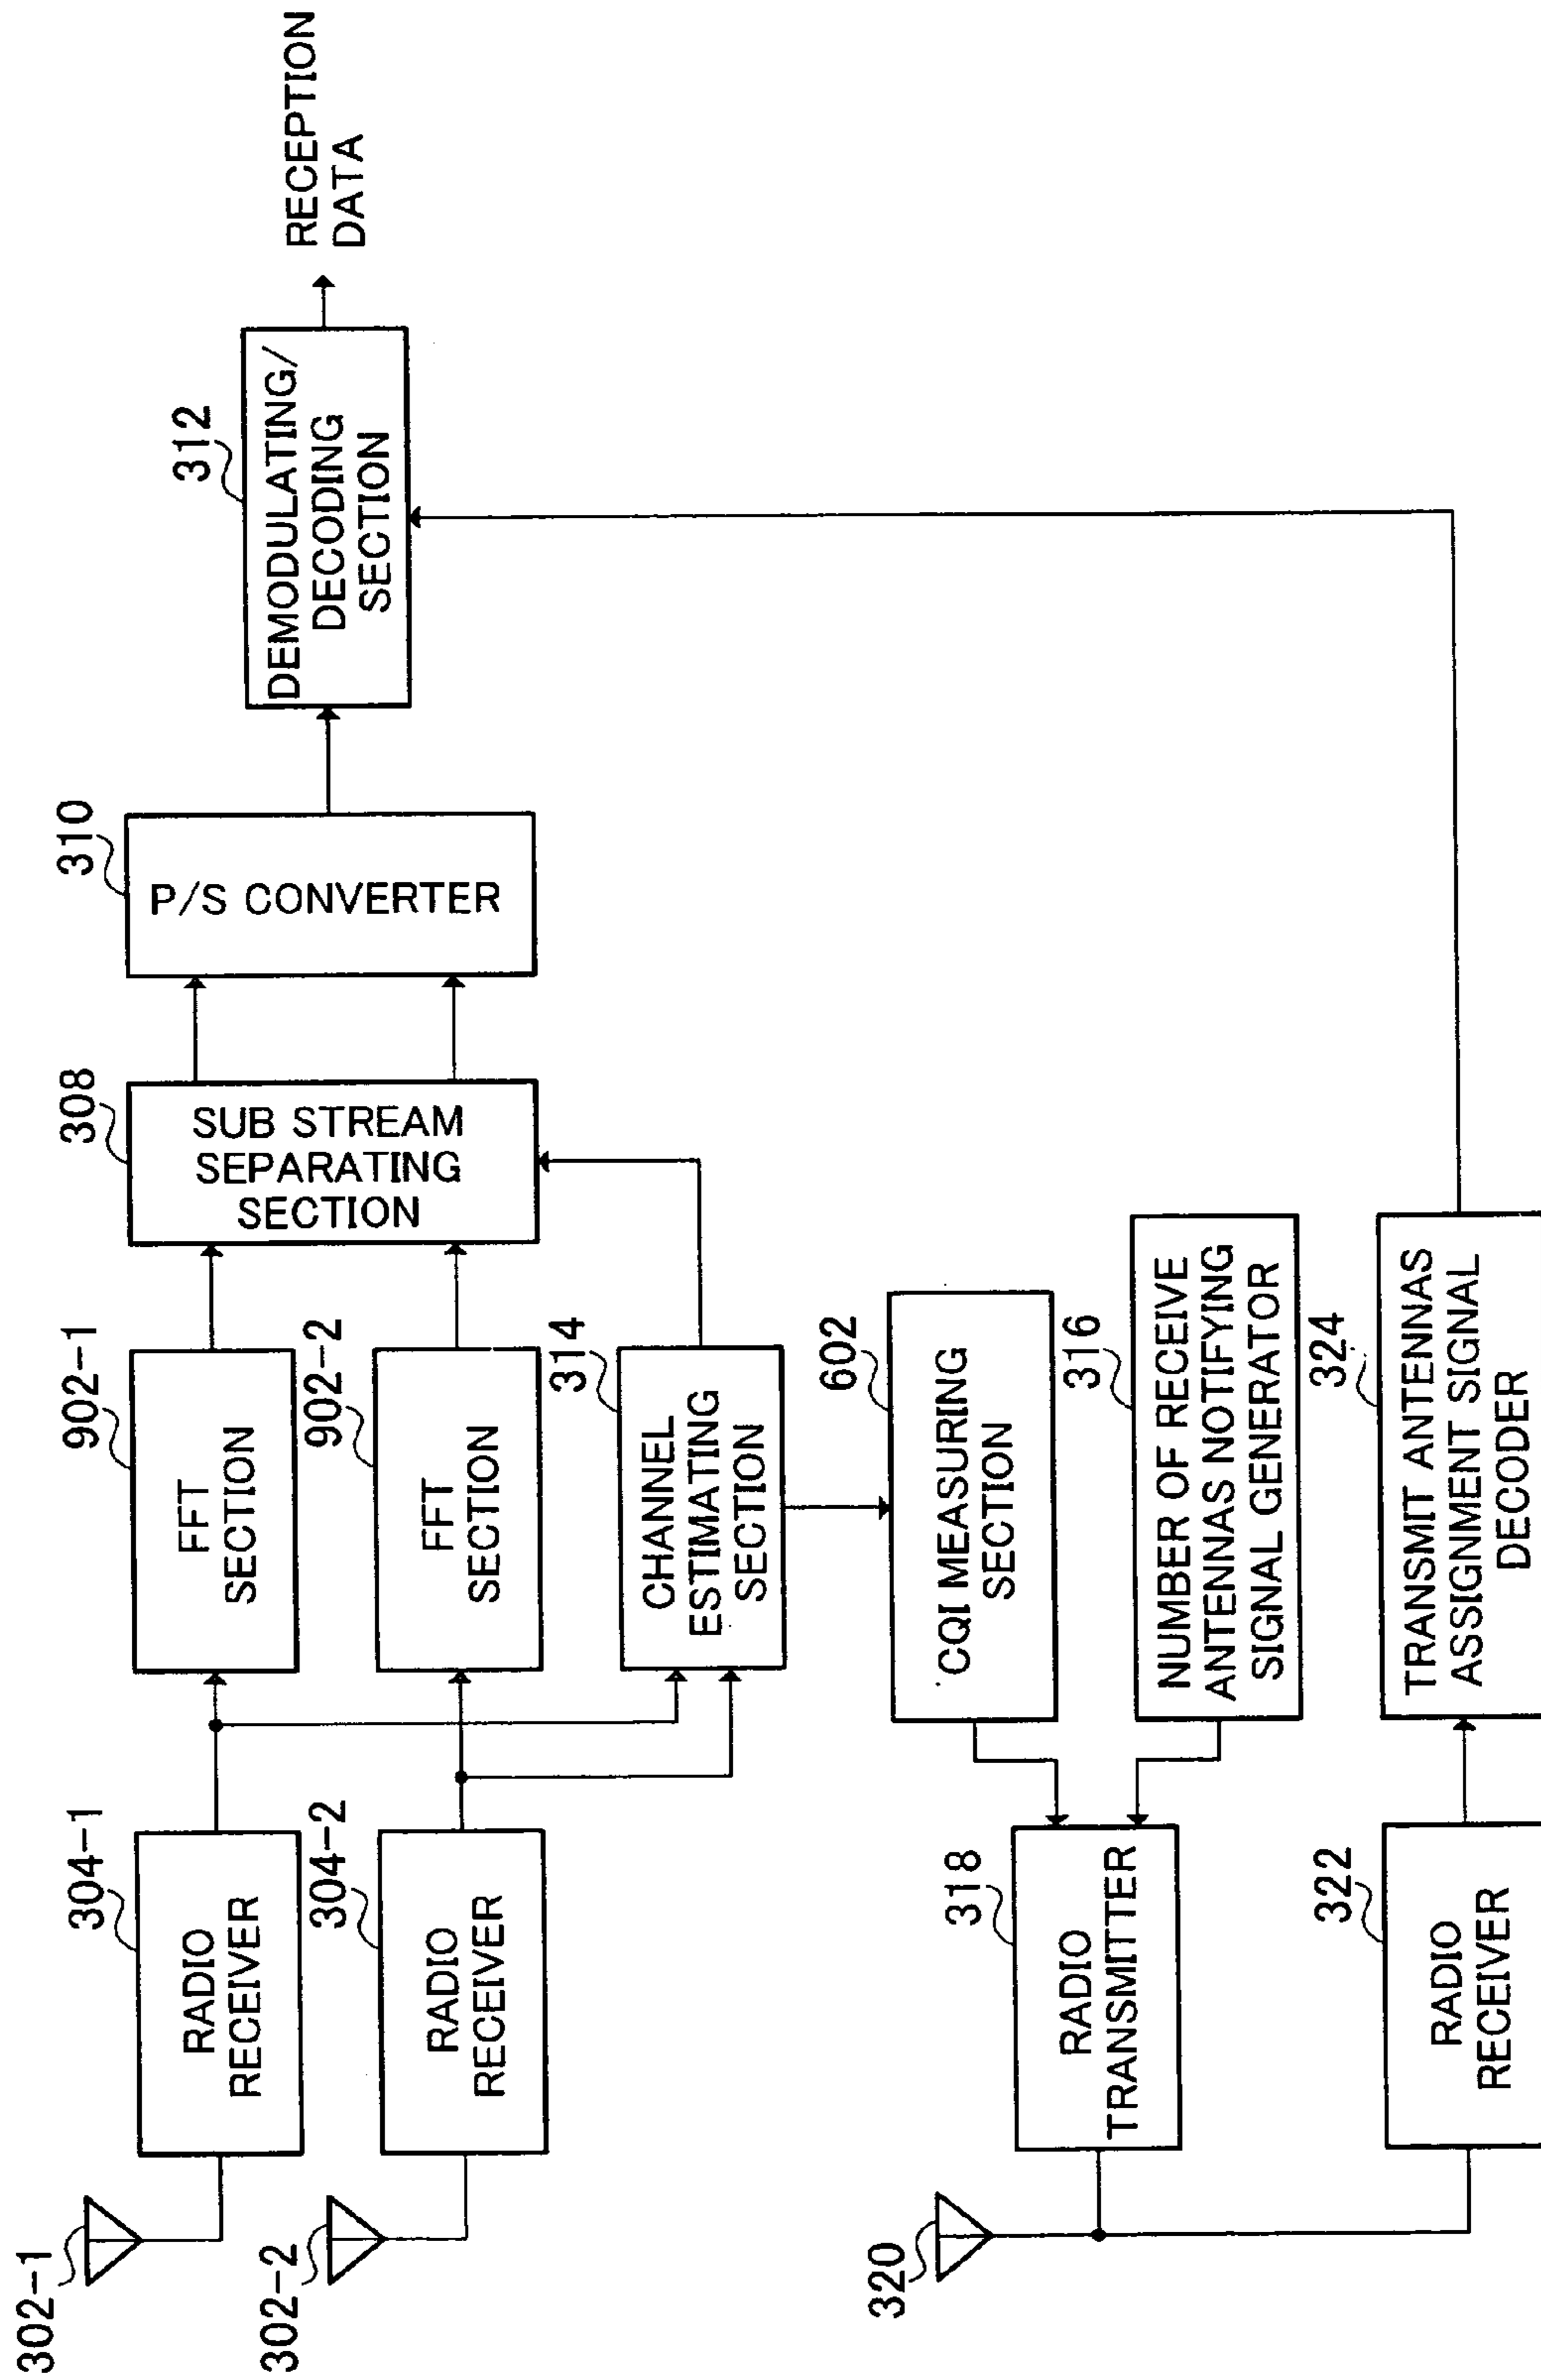 302-1
304-1
RADIO
RECEIVER
902-1
FFT
SECTION
308
SUB STREAM
SEPARATING
SECTION
310
P/S CONVERTER
312
DEMODULATING/
DECODING
SECTION
RECEPTION
DATA
302-2
304-2
RADIO
RECEIVER
902-2
FFT
SECTION
314
CHANNEL
ESTIMATING
SECTION
602
CQI MEASURING
SECTION
316
NUMBER OF RECEIVE
ANTENNAS NOTIFYING
SIGNAL GENERATOR
320
318
RADIO
TRANSMITTER
322
RADIO
RECEIVER
324
TRANSMIT ANTENNAS
ASSIGNMENT SIGNAL
DECODER